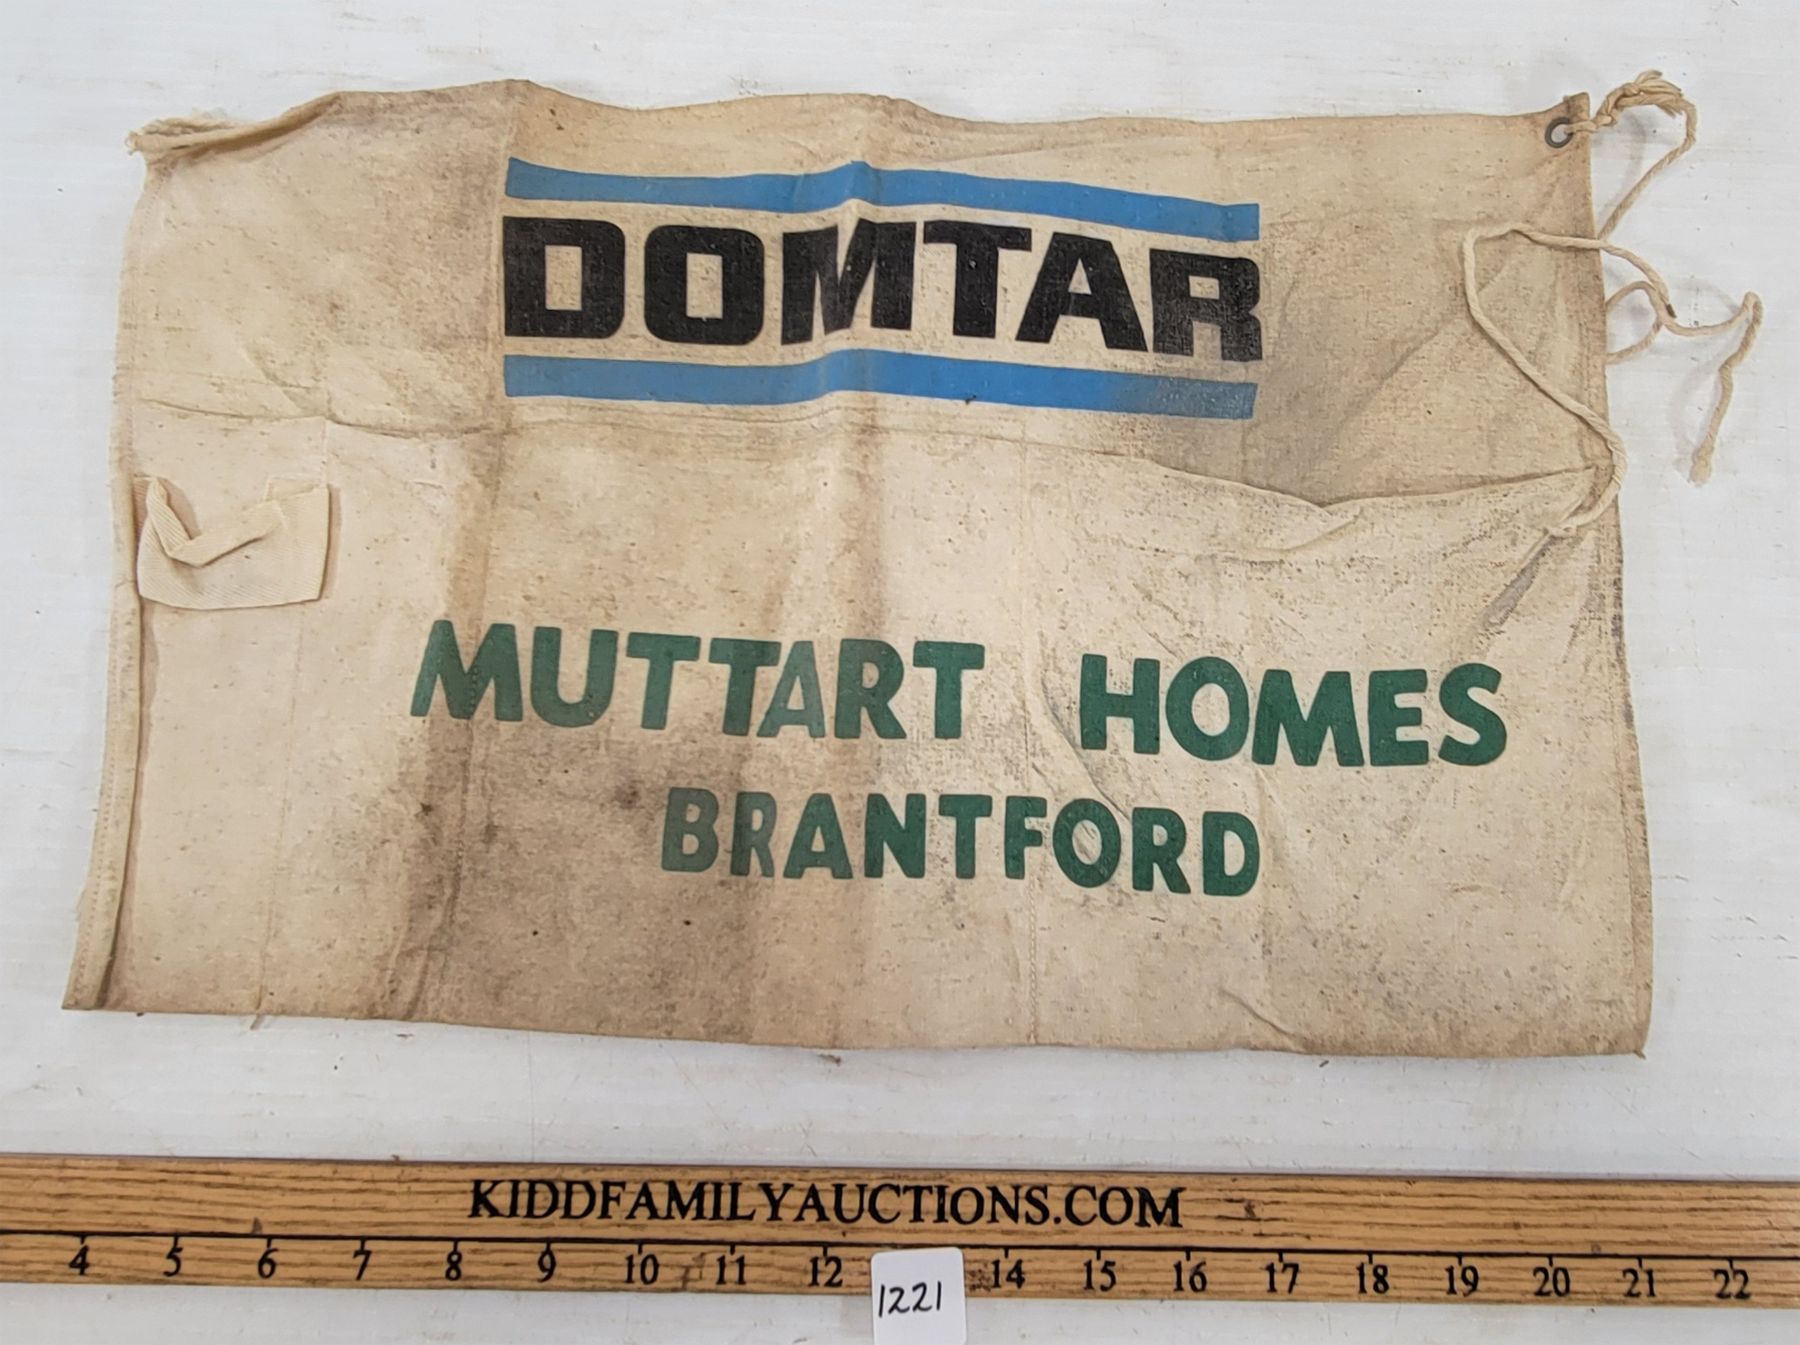 DOMTAR
MUTTART HOMES
BRANTFORD
KIDDFAMILYAUCTIONS.COM
4 5 6 7 8 9 10 11 12 14 15 16 17 18 19 20 21 22
1221